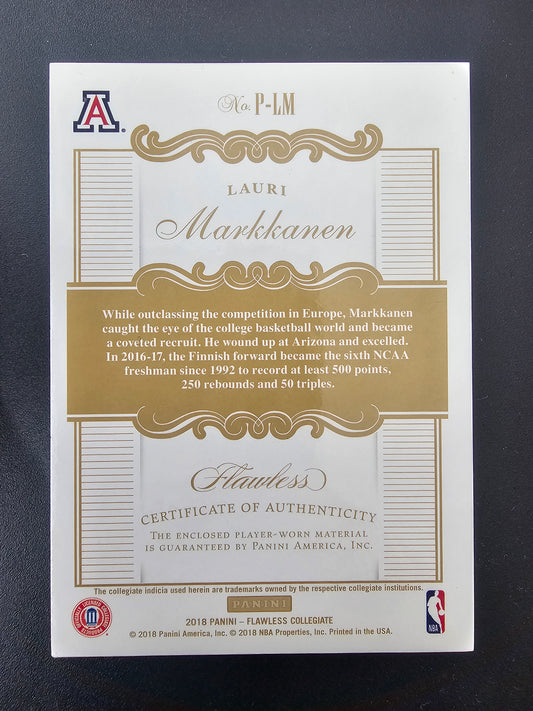 A
No. P-LM
LAURI
Markkanen
While outclassing the competition in Europe, Markkanen
caught the eye of the college basketball world and became
a coveted recruit. He wound up at Arizona and excelled.
In 2016-17, the Finnish forward became the sixth NCAA
freshman since 1992 to record at least 500 points,
250 rebounds and 50 triples.
Flawless
CERTIFICATE OF AUTHENTICITY
THE ENCLOSED PLAYER-WORN MATERIAL
IS GUARANTEED BY PANINI AMERICA, INC.
The collegiate indicia used herein are trademarks owned by the respective collegiate institutions.
PANINI
2018 PANINI – FLAWLESS COLLEGIATE
© 2018 Panini America, Inc. © 2018 NBA Properties, Inc. Printed in the USA.
OFFICIALLY LICENSED COLLEGIATE PRODUCTS
NBA